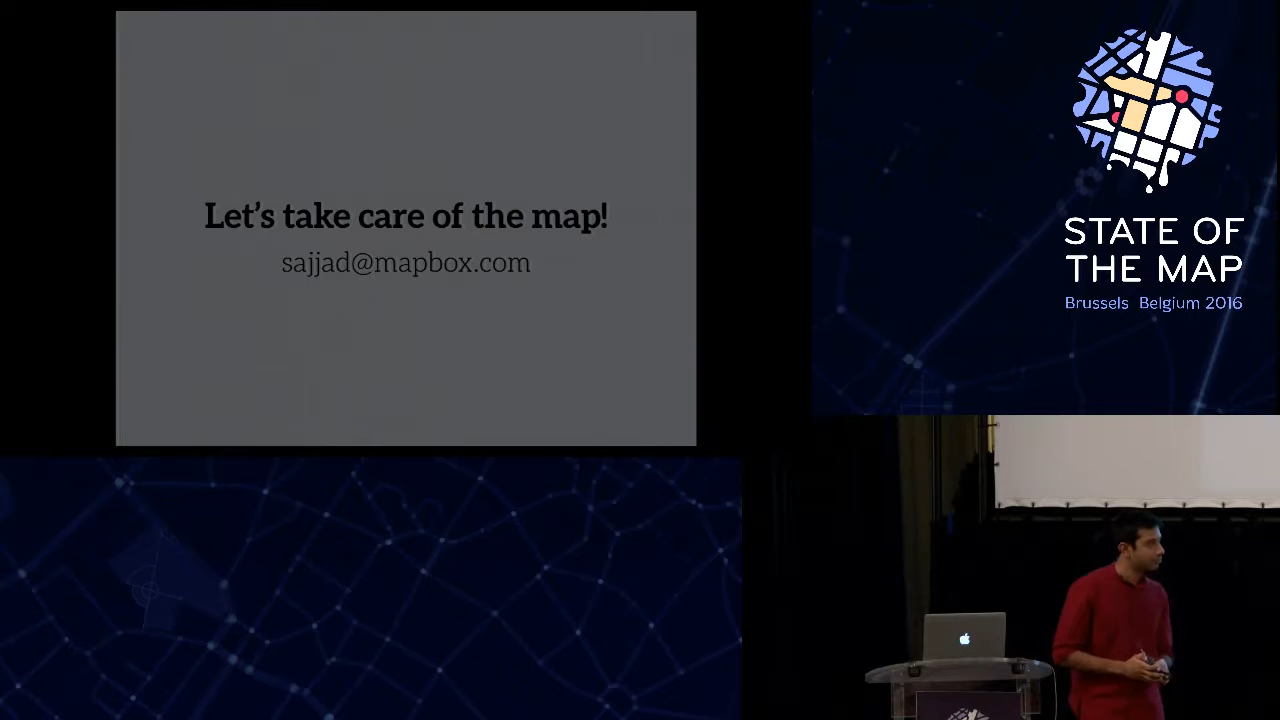 Let's take care of the map!
sajjad@mapbox.com
STATE OF
THE MAP
Brussels Belgium 2016